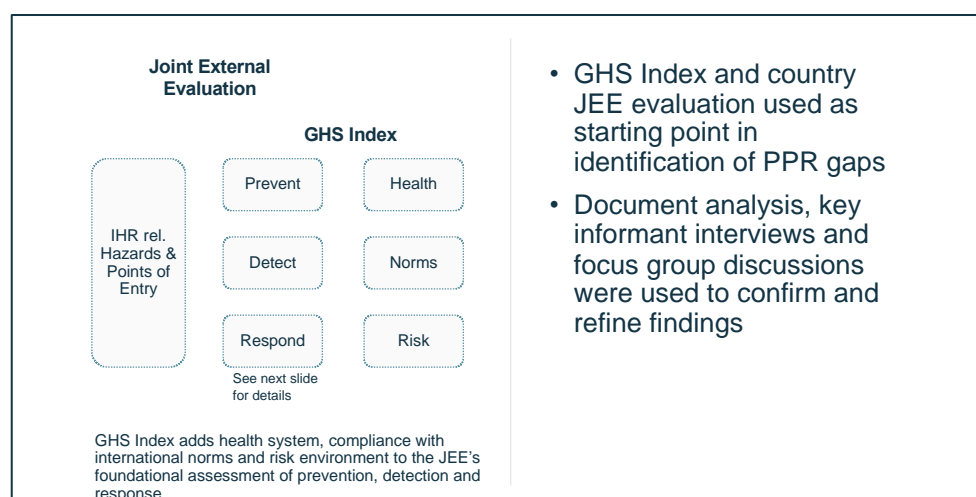 Joint External
Evaluation
GHS Index
IHR rel.
Hazards &
Points of
Entry
Prevent
Health
Detect
Norms
Respond
Risk
See next slide
for details
GHS Index adds health system, compliance with
international norms and risk environment to the JEE’s
foundational assessment of prevention, detection and
response
• GHS Index and country
JEE evaluation used as
starting point in
identification of PPR gaps
• Document analysis, key
informant interviews and
focus group discussions
were used to confirm and
refine findings